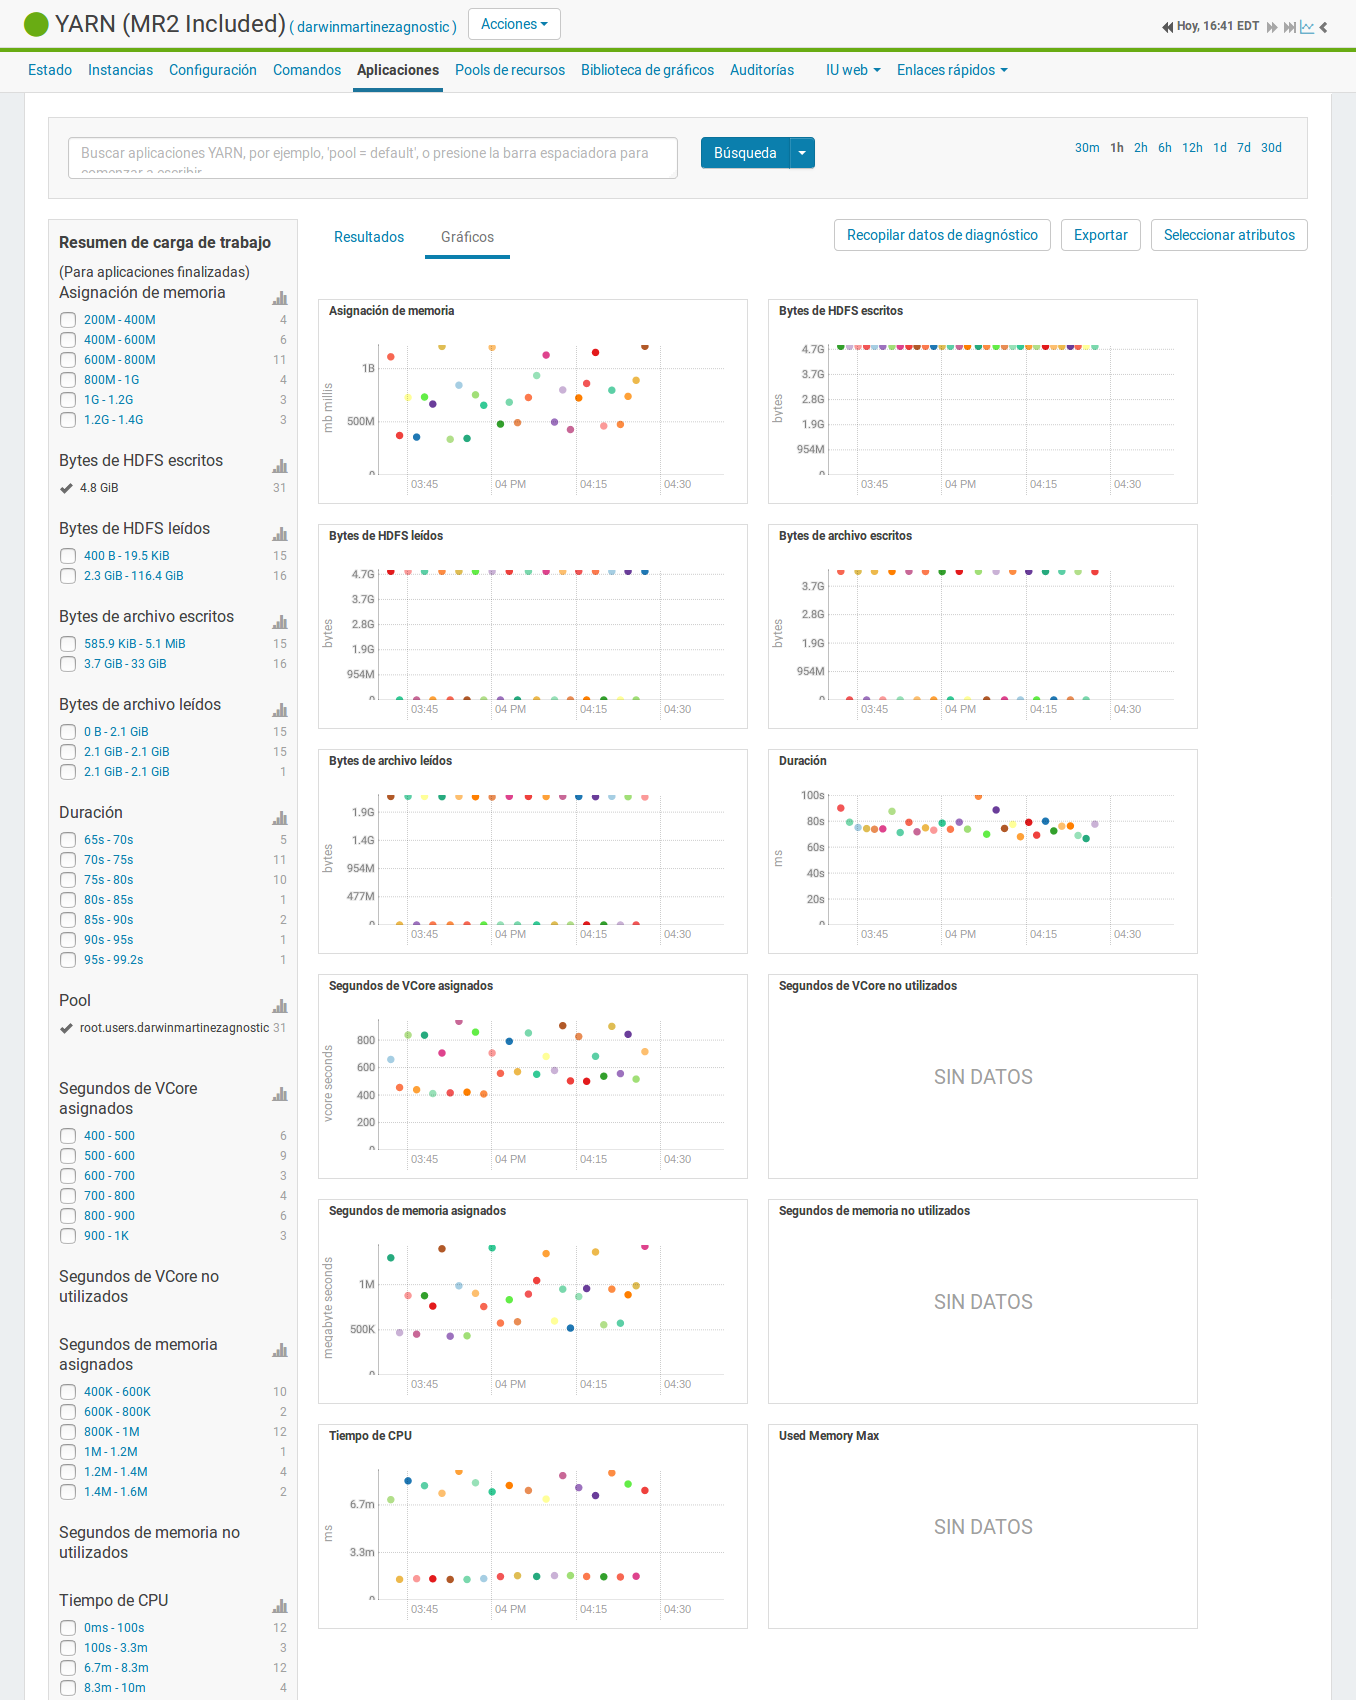 YARN (MR2 Included) ( darwinmartinezagnostic ) Acciones
Hoy, 16:41 EDT
Estado Instancias Configuración Comandos Aplicaciones Pools de recursos Biblioteca de gráficos Auditorías IU web Enlaces rápidos
Buscar aplicaciones YARN, por ejemplo, 'pool = default', o presione la barra espaciadora para
comenzar a escribir
Búsqueda
30m 1h 2h 6h 12h 1d 7d 30d
Resumen de carga de trabajo
(Para aplicaciones finalizadas)
Asignación de memoria
200M - 400M 4
400M - 600M 6
600M - 800M 11
800M - 1G 4
1G - 1.2G 3
1.2G - 1.4G 3
Bytes de HDFS escritos
4.8 GiB 31
Bytes de HDFS leídos
400 B - 19.5 KiB 15
2.3 GiB - 116.4 GiB 16
Bytes de archivo escritos
585.9 KiB - 5.1 MiB 15
3.7 GiB - 33 GiB 16
Bytes de archivo leídos
0 B - 2.1 GiB 15
2.1 GiB - 2.1 GiB 15
2.1 GiB - 2.1 GiB 1
Duración
65s - 70s 5
70s - 75s 11
75s - 80s 10
80s - 85s 1
85s - 90s 2
90s - 95s 1
95s - 99.2s 1
Pool
root.users.darwinmartinezagnostic 31
Segundos de VCore
asignados
400 - 500 6
500 - 600 9
600 - 700 3
700 - 800 4
800 - 900 6
900 - 1K 3
Segundos de VCore no
utilizados
Segundos de memoria
asignados
400K - 600K 10
600K - 800K 2
800K - 1M 12
1M - 1.2M 1
1.2M - 1.4M 4
1.4M - 1.6M 2
Segundos de memoria no
utilizados
Tiempo de CPU
0ms - 100s 12
100s - 3.3m 3
6.7m - 8.3m 12
8.3m - 10m 4
Resultados Gráficos
Recopilar datos de diagnóstico Exportar Seleccionar atributos
Asignación de memoria
mb millis
1B
500M
0
03:45 04 PM 04:15 04:30
Bytes de HDFS escritos
bytes
4.7G
3.7G
2.8G
1.9G
954M
0
03:45 04 PM 04:15 04:30
Bytes de HDFS leídos
bytes
4.7G
3.7G
2.8G
1.9G
954M
0
03:45 04 PM 04:15 04:30
Bytes de archivo escritos
bytes
3.7G
2.8G
1.9G
954M
0
03:45 04 PM 04:15 04:30
Bytes de archivo leídos
bytes
1.9G
1.4G
954M
477M
0
03:45 04 PM 04:15 04:30
Duración
ms
100s
80s
60s
40s
20s
0
03:45 04 PM 04:15 04:30
Segundos de VCore asignados
vcore seconds
800
600
400
200
0
03:45 04 PM 04:15 04:30
Segundos de VCore no utilizados
SIN DATOS
Segundos de memoria asignados
megabyte seconds
1M
500K
0
03:45 04 PM 04:15 04:30
Segundos de memoria no utilizados
SIN DATOS
Tiempo de CPU
ms
6.7m
3.3m
0
03:45 04 PM 04:15 04:30
Used Memory Max
SIN DATOS